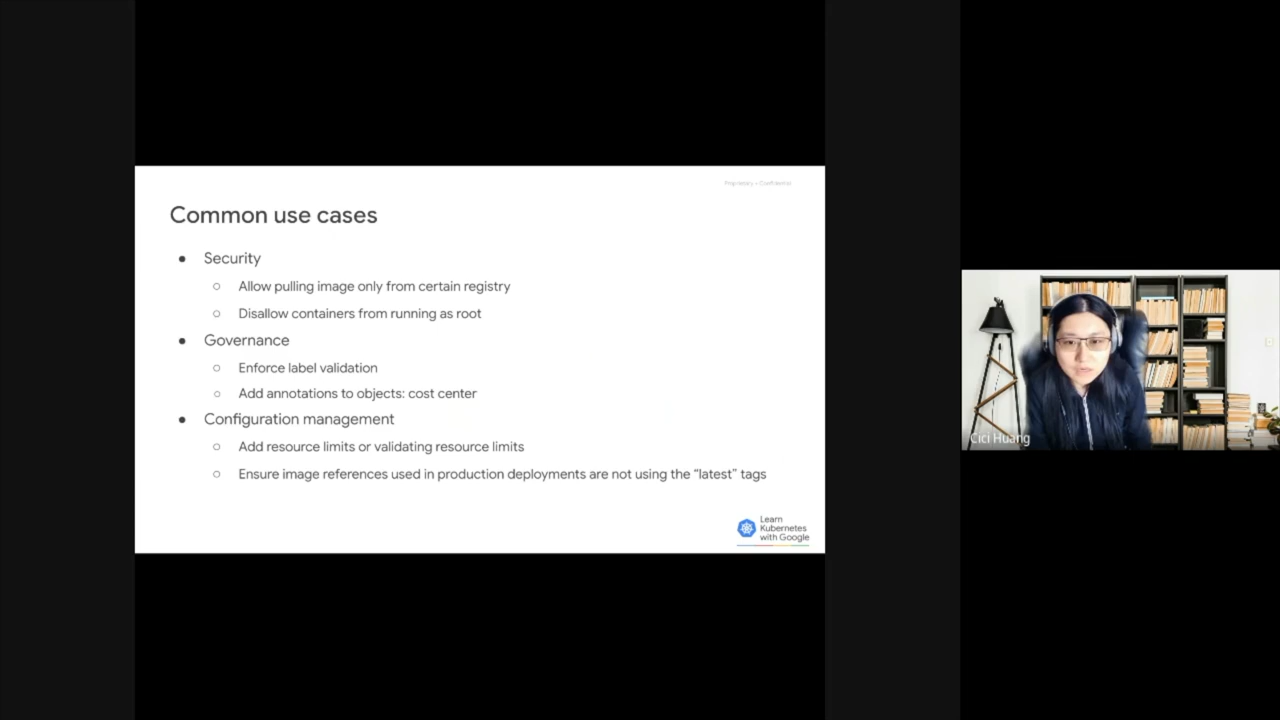 Proprietary + Confidential
Common use cases
● Security
○ Allow pulling image only from certain registry
○ Disallow containers from running as root
● Governance
○ Enforce label validation
○ Add annotations to objects: cost center
● Configuration management
○ Add resource limits or validating resource limits
○ Ensure image references used in production deployments are not using the “latest” tags
Learn
Kubernetes
with Google
Cici Huang